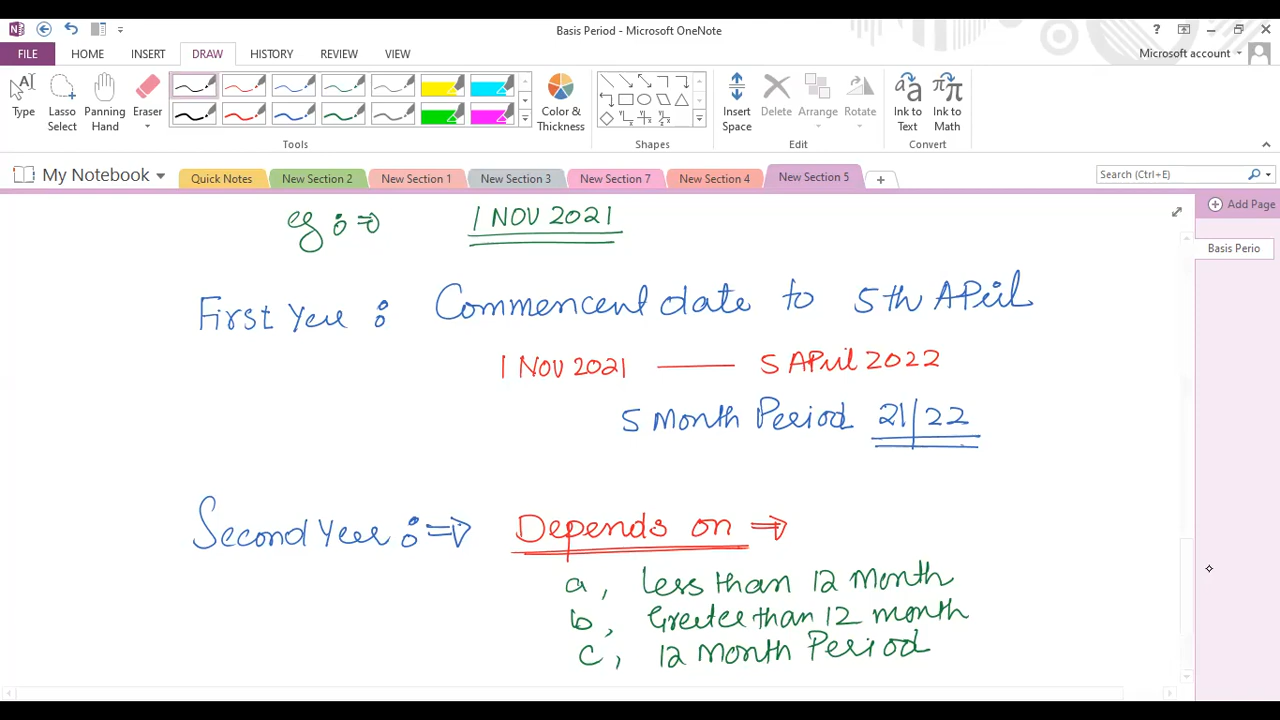 Basis Period - Microsoft OneNote
?
FILE HOME INSERT DRAW HISTORY REVIEW VIEW
Microsoft account
Type
Lasso Select
Panning Hand
Eraser
Color & Thickness
Insert Space
Delete
Arrange
Rotate
Ink to Text
Ink to Math
Tools
Shapes
Edit
Convert
My Notebook
Quick Notes
New Section 2
New Section 1
New Section 3
New Section 7
New Section 4
New Section 5
Search (Ctrl+E)
Add Page
Basis Perio
eg : ⇒ 1 NOV 2021
First Year : Commencent date to 5th APril
1 NOV 2021 —— 5 APril 2022
5 Month Period 21|22
Second Year : ⇒ Depends on ⇒
a, less than 12 Month
b, Greeter than 12 month
c, 12 Month Period